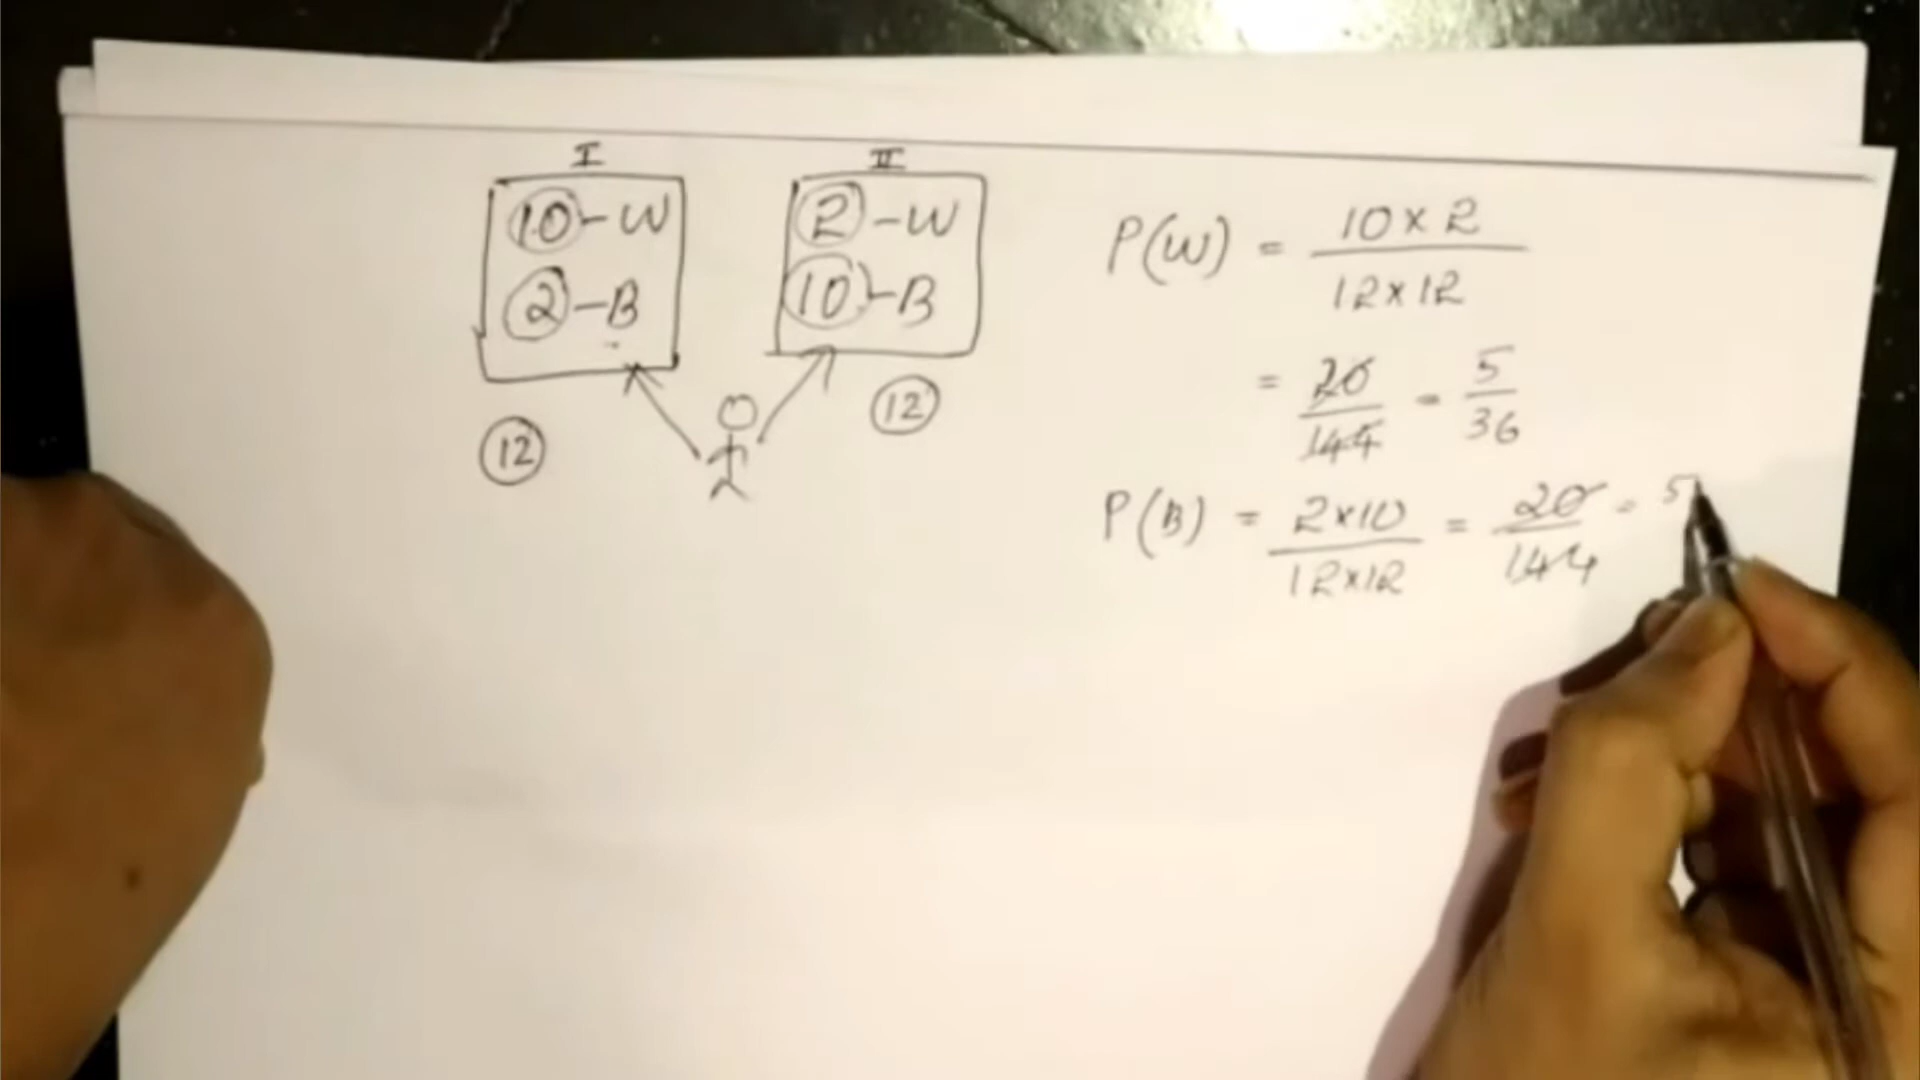 I
10-W
2-B
12
II
2-W
10-B
12
P(W) = 10×2 / 12×12
= 20/144 = 5/36
P(B) = 2×10 / 12×12 = 20/144 = 5